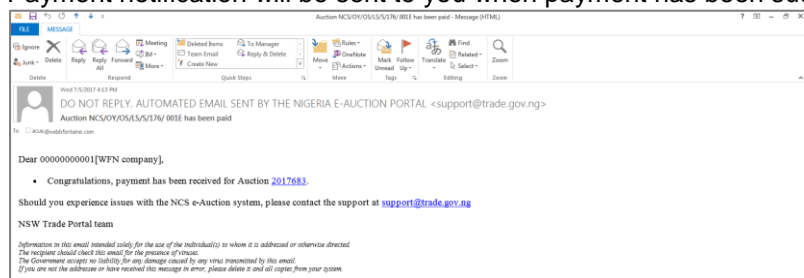 Payment notification will be sent to you when payment has been suc
Auction NCS/OY/OS/LS/S/176/ 001E has been paid - Message (HTML)
FILE MESSAGE
Ignore
Junk
Delete
Reply
Reply All
Forward
Meeting
IM
More
Deleted Items
Team Email
Create New
To Manager
Reply & Delete
Move
Rules
OneNote
Actions
Mark Unread
Follow Up
Translate
Find
Related
Select
Zoom
Delete Respond Quick Steps Move Tags Editing Zoom
Wed 7/5/2017 4:13 PM
DO NOT REPLY. AUTOMATED EMAIL SENT BY THE NIGERIA E-AUCTION PORTAL <support@trade.gov.ng>
Auction NCS/OY/OS/LS/S/176/ 001E has been paid
To
Dear 00000000001[WFN company],
• Congratulations, payment has been received for Auction 2017683.
Should you experience issues with the NCS e-Auction system, please contact the support at support@trade.gov.ng
NSW Trade Portal team
Information in this email intended solely for the use of the individual(s) to whom it is addressed or otherwise directed.
The recipient should check this email for the presence of viruses.
The Government accepts no liability for any damage caused by any virus transmitted by this email.
If you are not the addressee or have received this message in error, please delete it and all copies from your system.